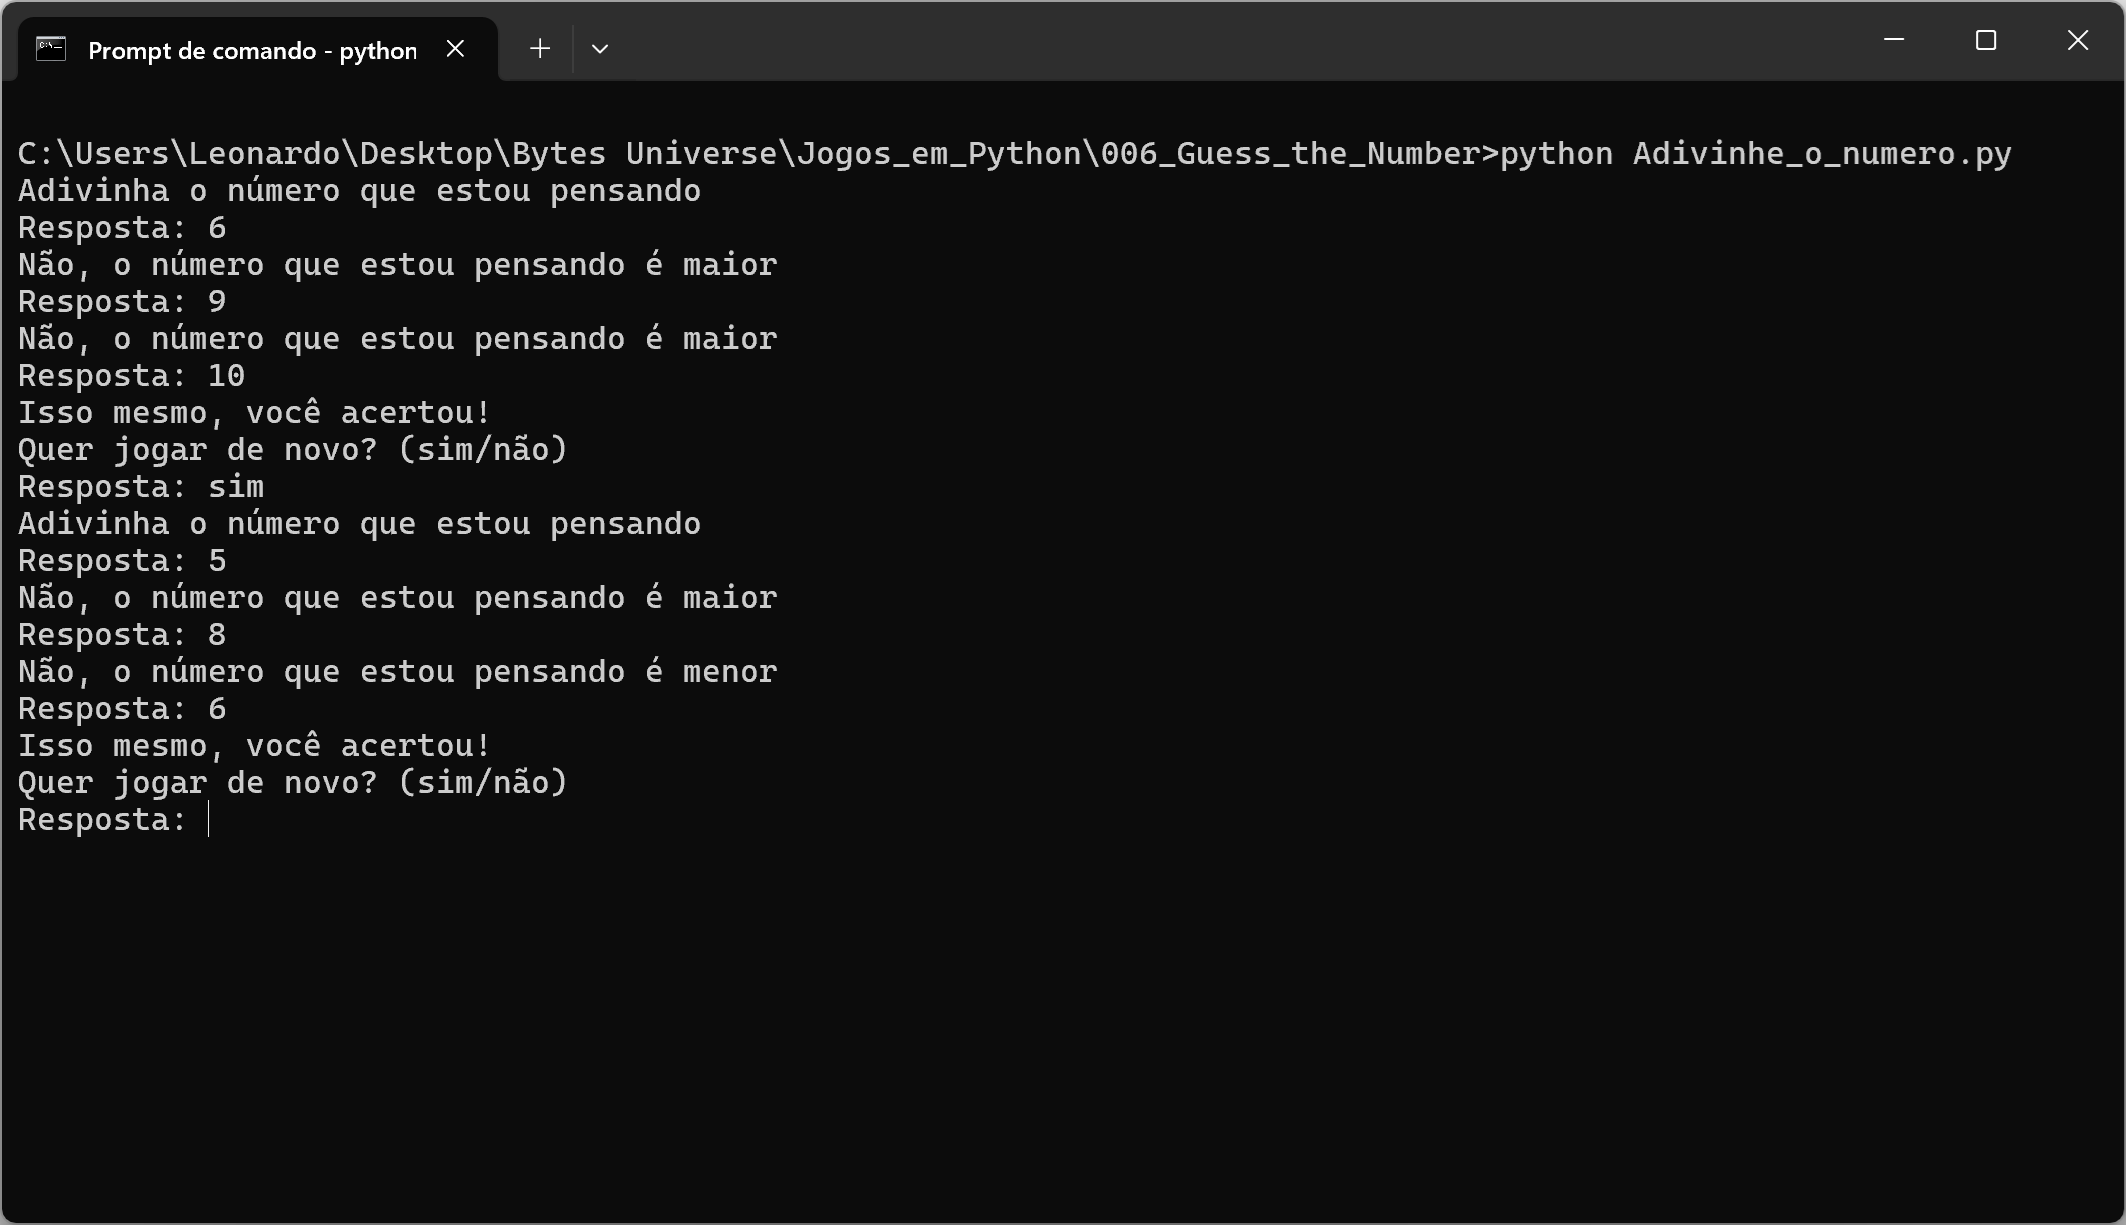 Prompt de comando - python
C:\Users\Leonardo\Desktop\Bytes Universe\Jogos_em_Python\006_Guess_the_Number>python Adivinhe_o_numero.py
Adivinha o número que estou pensando
Resposta: 6
Não, o número que estou pensando é maior
Resposta: 9
Não, o número que estou pensando é maior
Resposta: 10
Isso mesmo, você acertou!
Quer jogar de novo? (sim/não)
Resposta: sim
Adivinha o número que estou pensando
Resposta: 5
Não, o número que estou pensando é maior
Resposta: 8
Não, o número que estou pensando é menor
Resposta: 6
Isso mesmo, você acertou!
Quer jogar de novo? (sim/não)
Resposta: